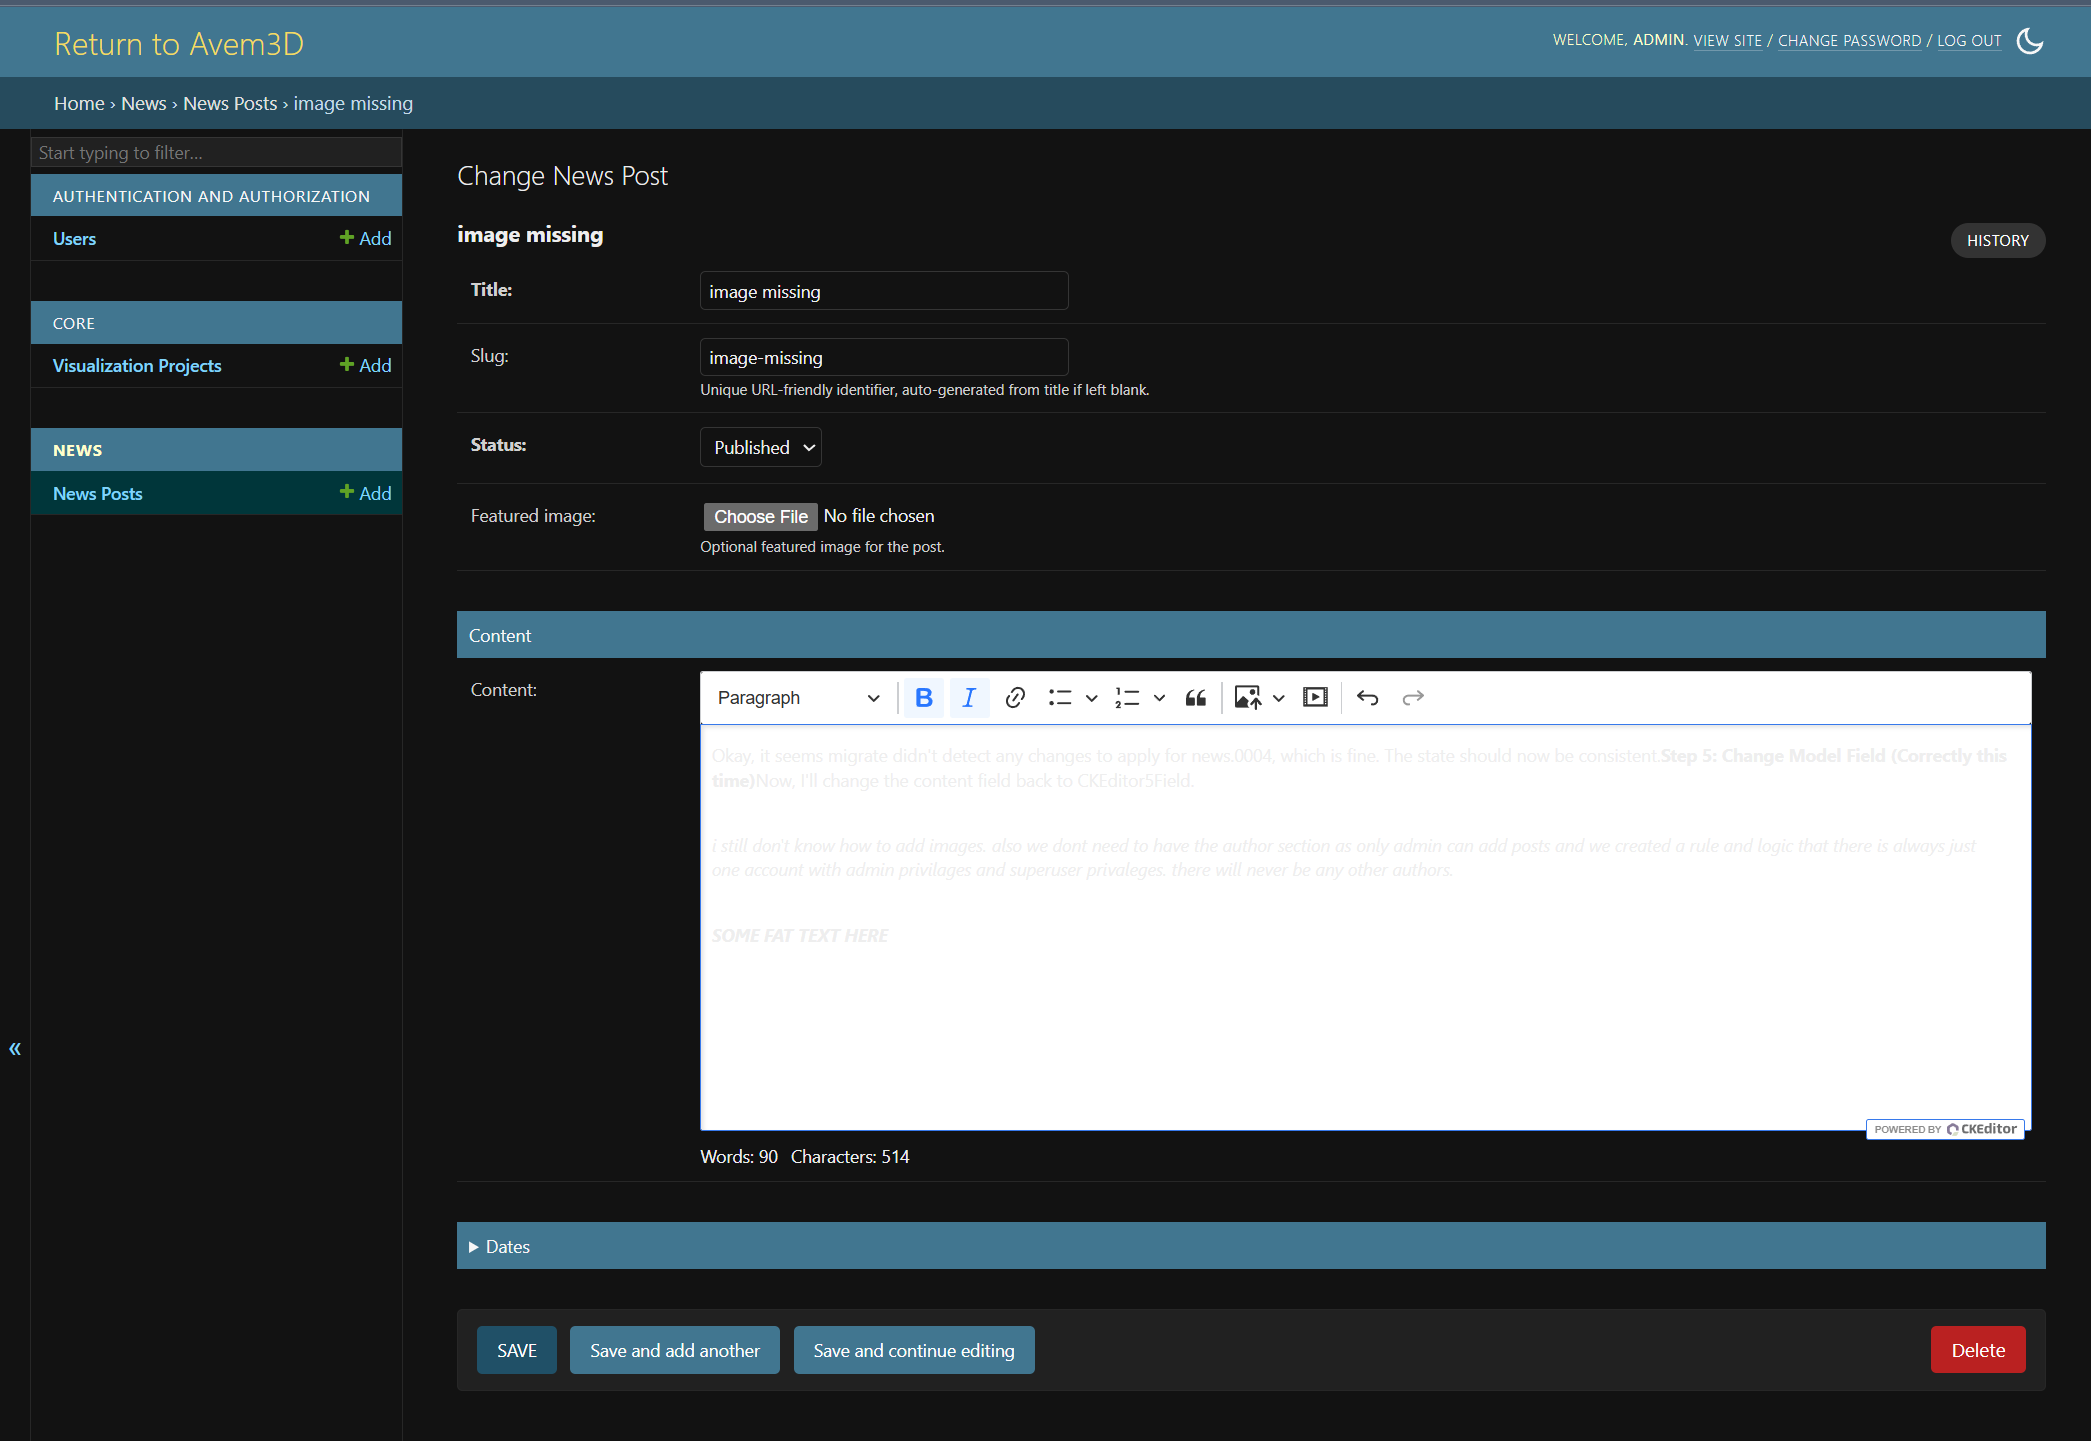 Return to Avem3D
WELCOME, ADMIN. VIEW SITE / CHANGE PASSWORD / LOG OUT
Home › News › News Posts › image missing
Start typing to filter...
AUTHENTICATION AND AUTHORIZATION
Users
+ Add
CORE
Visualization Projects
+ Add
NEWS
News Posts
+ Add
«
Change News Post
image missing
HISTORY
Title:
image missing
Slug:
image-missing
Unique URL-friendly identifier, auto-generated from title if left blank.
Status:
Published
Featured image:
Choose File No file chosen
Optional featured image for the post.
Content
Content:
Paragraph
B I
Okay, it seems migrate didn't detect any changes to apply for news.0004, which is fine. The state should now be consistent.Step 5: Change Model Field (Correctly this
time)Now, I'll change the content field back to CKEditor5Field.
i still don't know how to add images. also we dont need to have the author section as only admin can add posts and we created a rule and logic that there is always just
one account with admin privilages and superuser privaleges. there will never be any other authors.
SOME FAT TEXT HERE
POWERED BY CKEditor
Words: 90 Characters: 514
Dates
SAVE
Save and add another
Save and continue editing
Delete